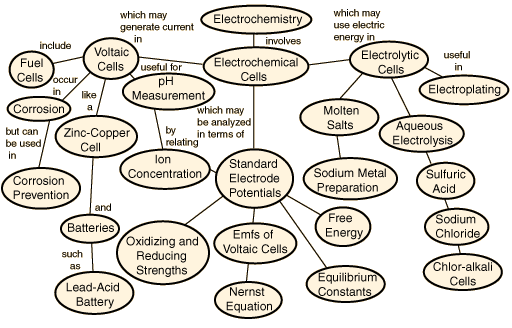 Electrochemistry
which may
generate current
in
involves
which may
use electric
energy in
include
Voltaic
Cells
Electrochemical
Cells
Electrolytic
Cells
useful
in
Fuel
Cells
useful for
pH
Measurement
Electroplating
occur
in
like
a
Corrosion
which may
be analyzed
in terms of
Molten
Salts
Aqueous
Electrolysis
but can
be used
in
Zinc-Copper
Cell
by
relating
Ion
Concentration
Standard
Electrode
Potentials
Sodium Metal
Preparation
Sulfuric
Acid
Corrosion
Prevention
and
Batteries
Oxidizing and
Reducing
Strengths
Emfs of
Voltaic Cells
Free
Energy
Sodium
Chloride
such
as
Lead-Acid
Battery
Nernst
Equation
Equilibrium
Constants
Chlor-alkali
Cells